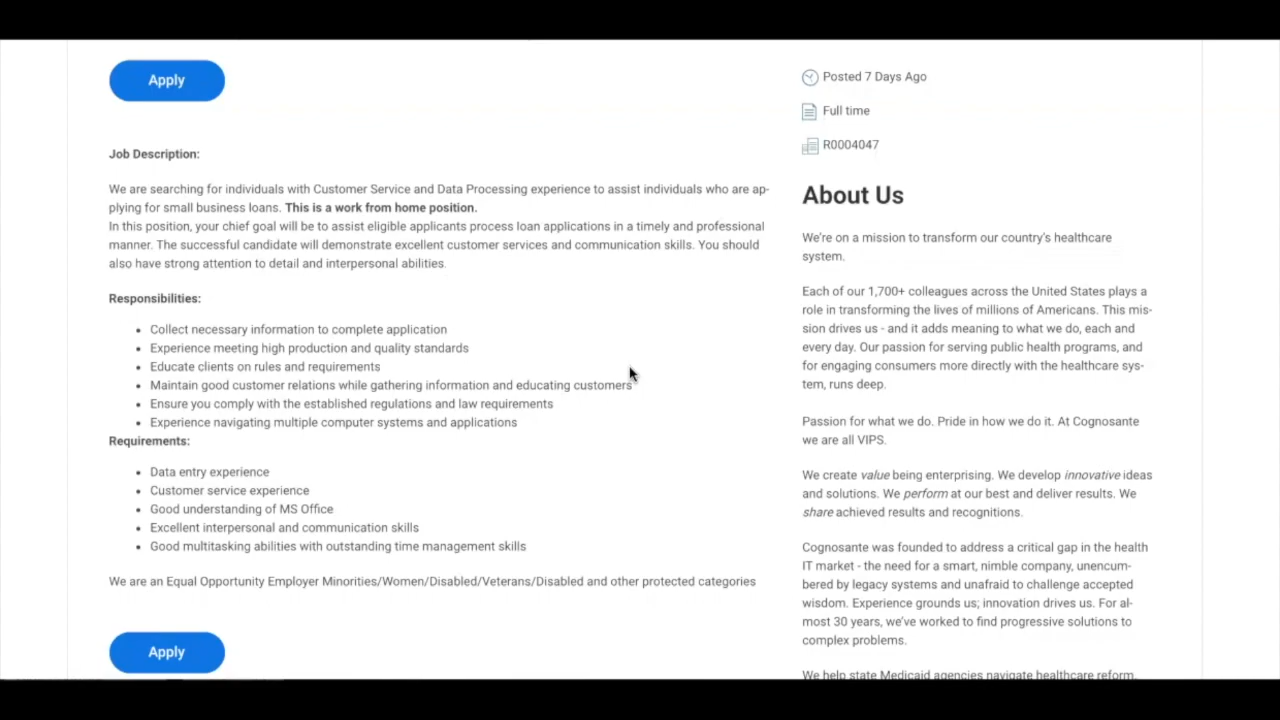 Apply
Job Description:
We are searching for individuals with Customer Service and Data Processing experience to assist individuals who are ap-
plying for small business loans. This is a work from home position.
In this position, your chief goal will be to assist eligible applicants process loan applications in a timely and professional
manner. The successful candidate will demonstrate excellent customer services and communication skills. You should
also have strong attention to detail and interpersonal abilities.
Responsibilities:
• Collect necessary information to complete application
• Experience meeting high production and quality standards
• Educate clients on rules and requirements
• Maintain good customer relations while gathering information and educating customers
• Ensure you comply with the established regulations and law requirements
• Experience navigating multiple computer systems and applications
Requirements:
• Data entry experience
• Customer service experience
• Good understanding of MS Office
• Excellent interpersonal and communication skills
• Good multitasking abilities with outstanding time management skills
We are an Equal Opportunity Employer Minorities/Women/Disabled/Veterans/Disabled and other protected categories
Apply
Posted 7 Days Ago
Full time
R0004047
About Us
We're on a mission to transform our country's healthcare
system.
Each of our 1,700+ colleagues across the United States plays a
role in transforming the lives of millions of Americans. This mis-
sion drives us - and it adds meaning to what we do, each and
every day. Our passion for serving public health programs, and
for engaging consumers more directly with the healthcare sys-
tem, runs deep.
Passion for what we do. Pride in how we do it. At Cognosante
we are all VIPS.
We create value being enterprising. We develop innovative ideas
and solutions. We perform at our best and deliver results. We
share achieved results and recognitions.
Cognosante was founded to address a critical gap in the health
IT market - the need for a smart, nimble company, unencum-
bered by legacy systems and unafraid to challenge accepted
wisdom. Experience grounds us; innovation drives us. For al-
most 30 years, we've worked to find progressive solutions to
complex problems.
We help state Medicaid agencies navigate healthcare reform,